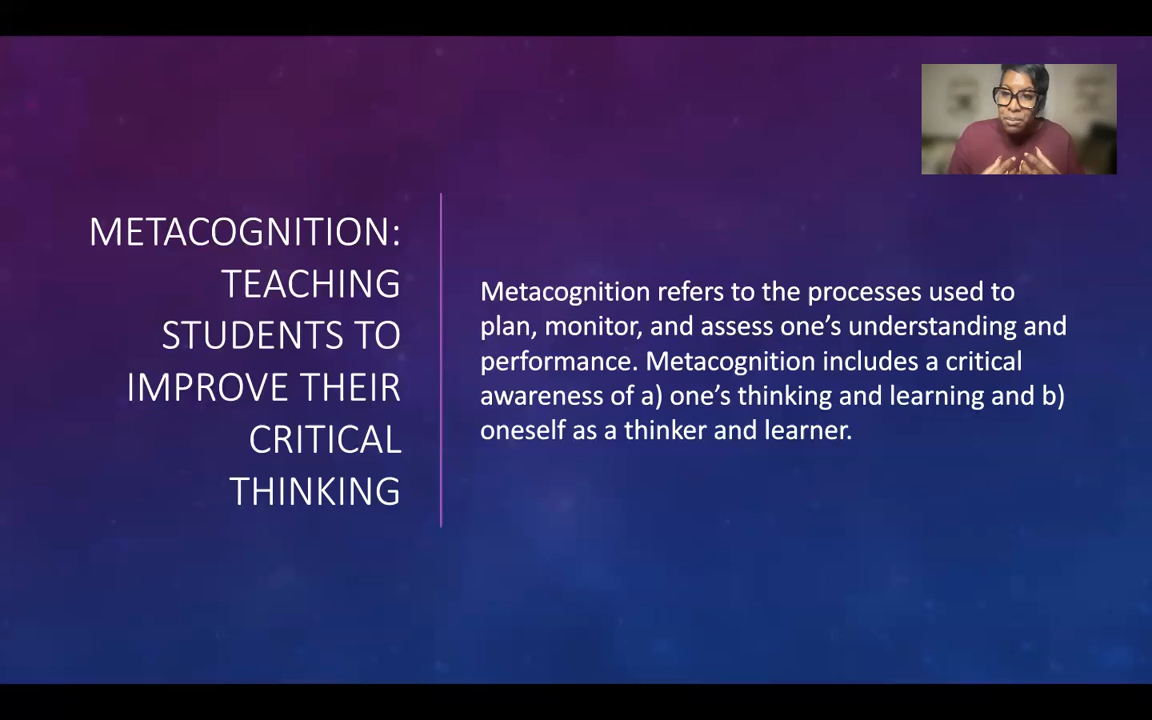 METACOGNITION:
TEACHING
STUDENTS TO
IMPROVE THEIR
CRITICAL
THINKING
Metacognition refers to the processes used to
plan, monitor, and assess one’s understanding and
performance. Metacognition includes a critical
awareness of a) one’s thinking and learning and b)
oneself as a thinker and learner.